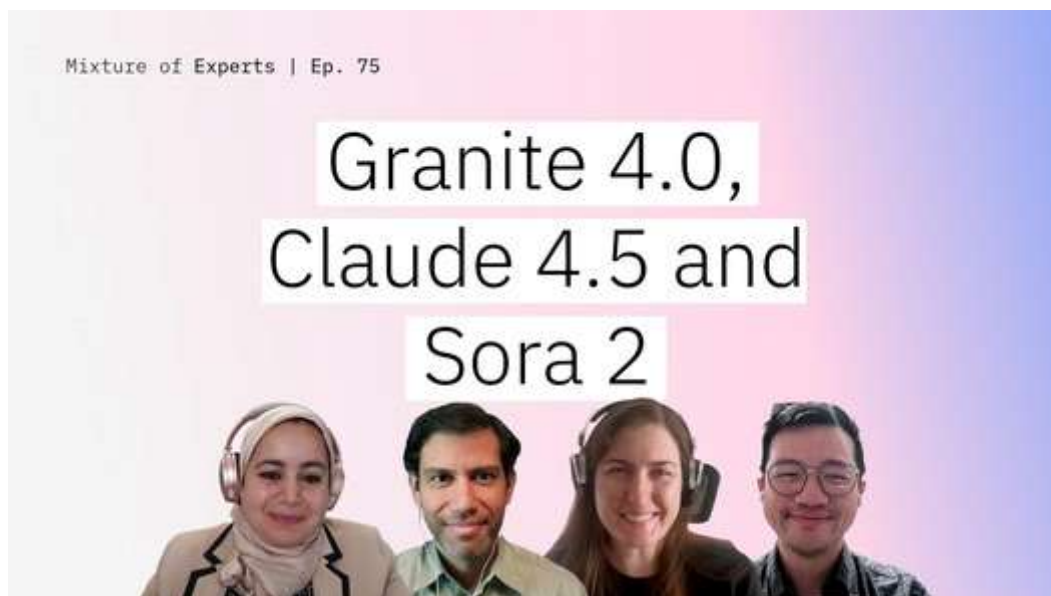 Mixture of Experts | Ep. 75
Granite 4.0,
Claude 4.5 and
Sora 2